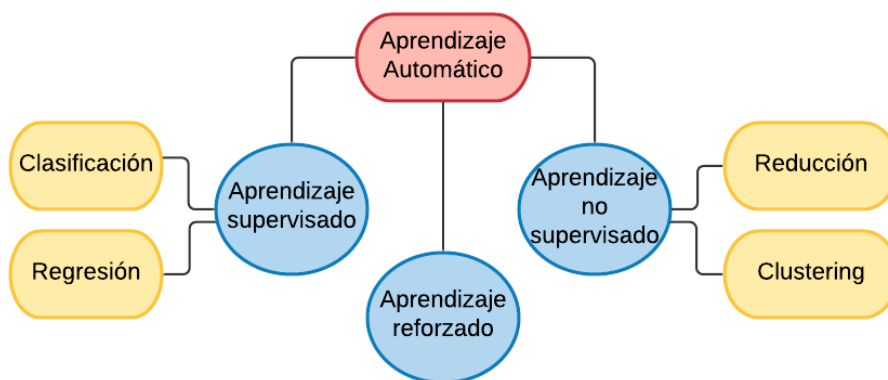 Aprendizaje
Automático
Clasificación
Regresión
Aprendizaje
supervisado
Aprendizaje
reforzado
Aprendizaje
no
supervisado
Reducción
Clustering